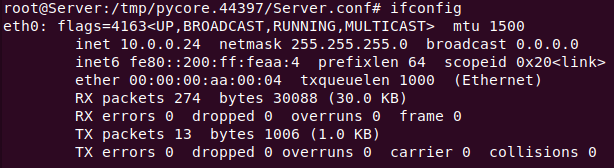 root@Server:/tmp/pycore.44397/Server.conf# ifconfig
eth0: flags=4163<UP,BROADCAST,RUNNING,MULTICAST>  mtu 1500
        inet 10.0.0.24  netmask 255.255.255.0  broadcast 0.0.0.0
        inet6 fe80::200:ff:feaa:4  prefixlen 64  scopeid 0x20<link>
        ether 00:00:00:aa:00:04  txqueuelen 1000  (Ethernet)
        RX packets 274  bytes 30088 (30.0 KB)
        RX errors 0  dropped 0  overruns 0  frame 0
        TX packets 13  bytes 1006 (1.0 KB)
        TX errors 0  dropped 0 overruns 0  carrier 0  collisions 0